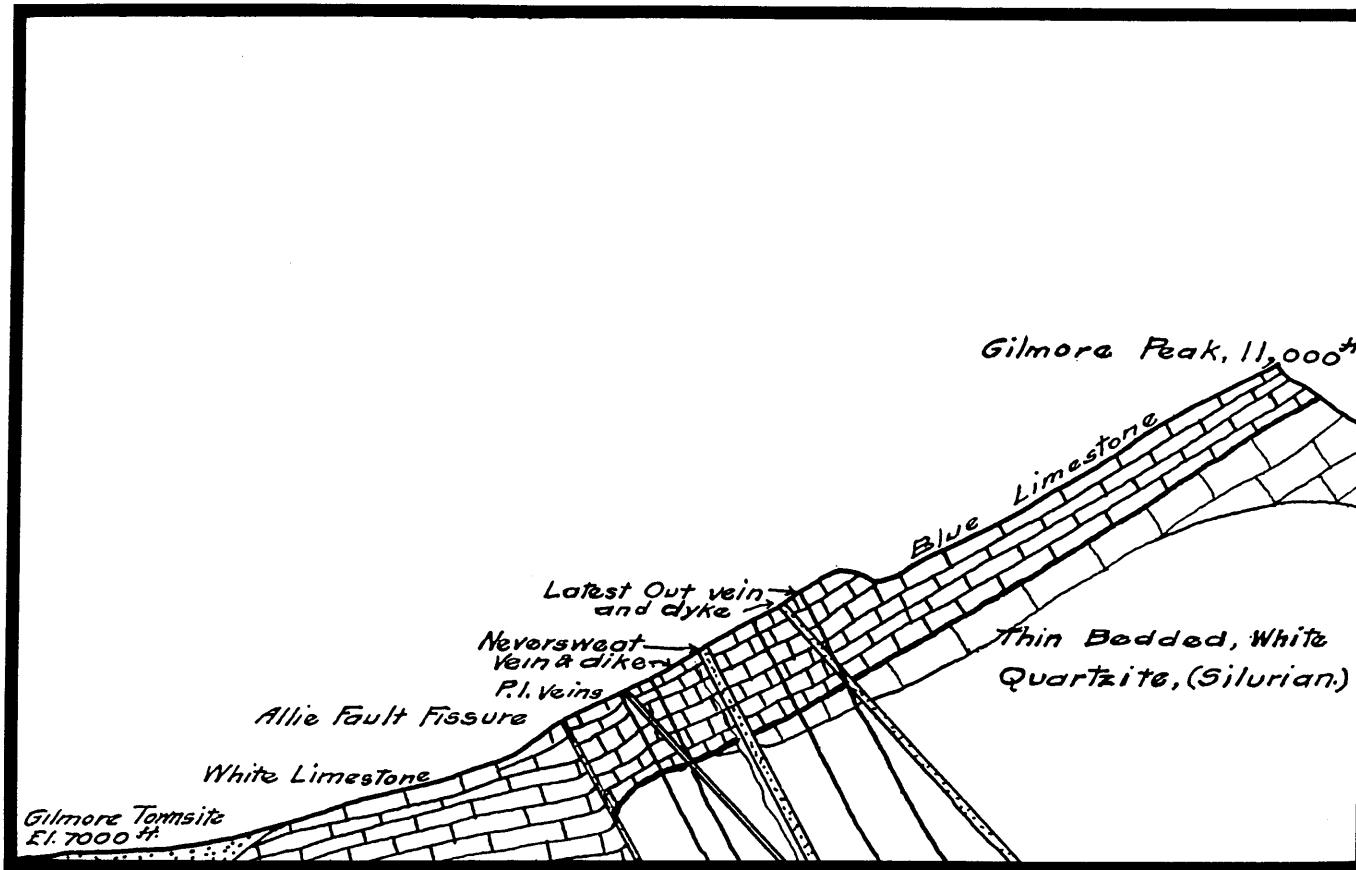 Gilmore Peak, 11,000 ft
Blue Limestone
Latest Out vein
and dyke
Neversweat
Vein & dike
P.I. Veins
Allie Fault Fissure
White Limestone
Gilmore Townsite
El. 7000 ft.
Thin Bedded, White
Quartzite, (Silurian.)